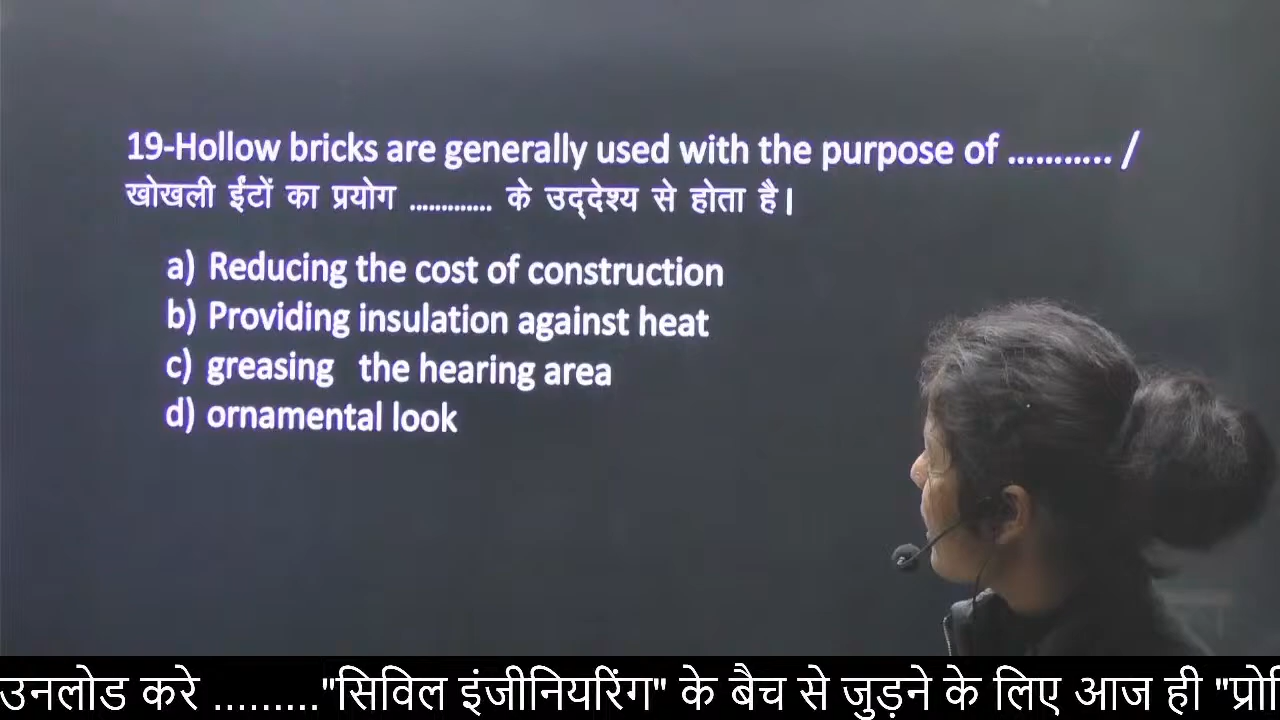 19-Hollow bricks are generally used with the purpose of ........... /
खोखली ईंटों का प्रयोग ............. के उद्देश्य से होता है।
a) Reducing the cost of construction
b) Providing insulation against heat
c) greasing the hearing area
d) ornamental look
उनलोड करे ........."सिविल इंजीनियरिंग" के बैच से जुड़ने के लिए आज ही